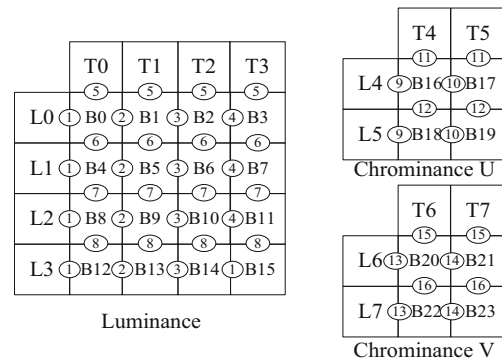 T0 T1 T2 T3
5 5 5 5
L0 1 B0 2 B1 3 B2 4 B3
6 6 6 6
L1 1 B4 2 B5 3 B6 4 B7
7 7 7 7
L2 1 B8 2 B9 3 B10 4 B11
8 8 8 8
L3 1 B12 2 B13 3 B14 1 B15
Luminance
T4 T5
11 11
L4 9 B16 10 B17
12 12
L5 9 B18 10 B19
Chrominance U
T6 T7
15 15
L6 13 B20 14 B21
16 16
L7 13 B22 14 B23
Chrominance V